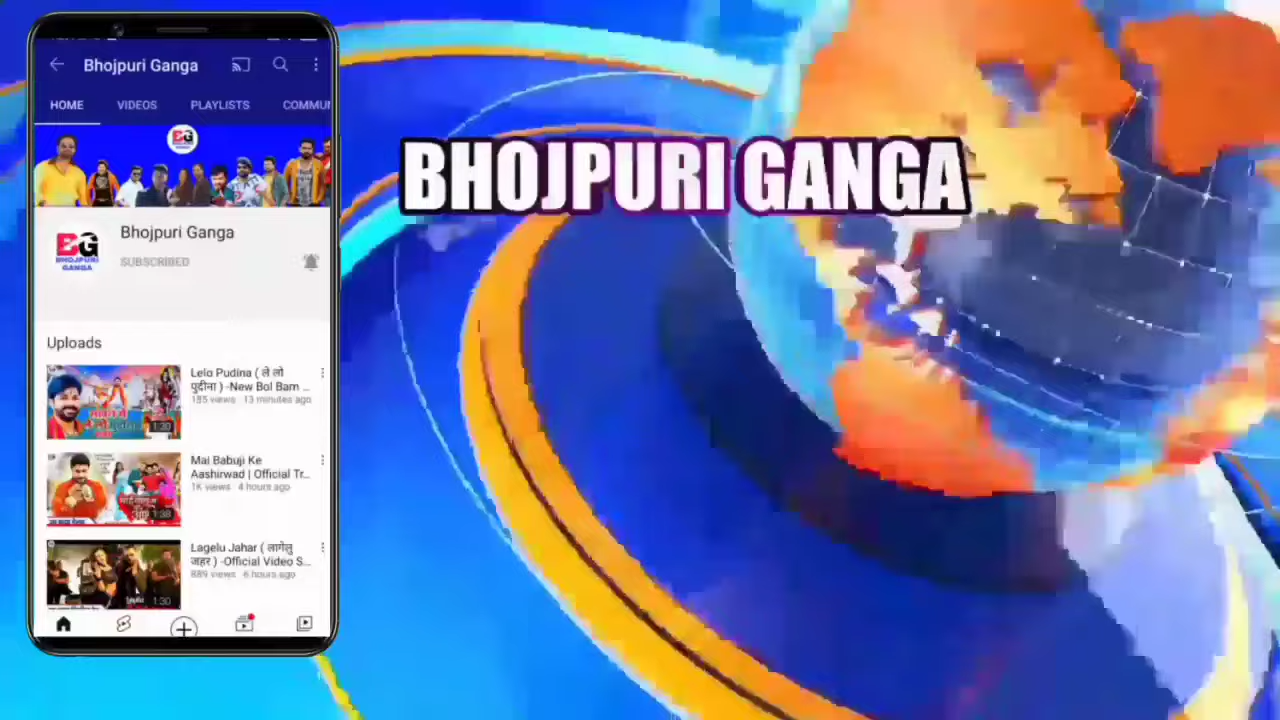 Bhojpuri Ganga
HOME VIDEOS PLAYLISTS COMMUN
BG
BHOJPURI GANGA
Bhojpuri Ganga
SUBSCRIBED
BG
BHOJPURI
GANGA
Uploads
Lelo Pudina ( ले लो
पुदीना ) -New Bol Bam ...
185 views 13 minutes ago
1:30
Mai Babuji Ke
Aashirwad | Official Tr...
1K views 4 hours ago
1:38
Lagelu Jahar ( लागेलु
जहर ) -Official Video S...
889 views 6 hours ago
1:30